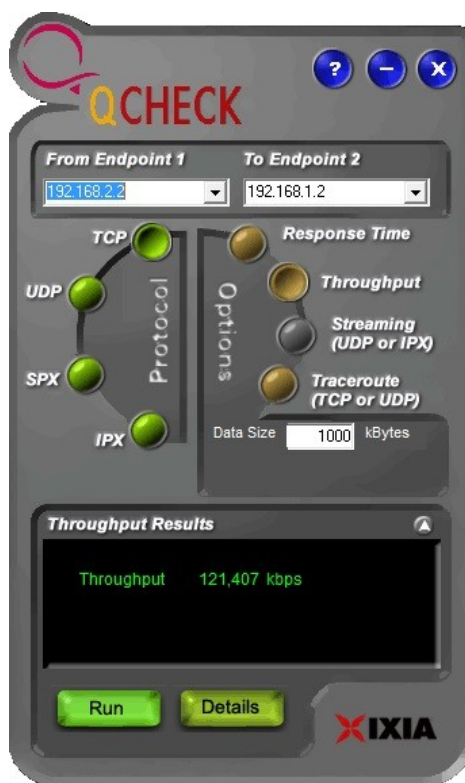 QCHECK
? – X
From Endpoint 1
To Endpoint 2
192.168.2.2
192.168.1.2
TCP
UDP
SPX
IPX
Protocol
Options
Response Time
Throughput
Streaming
(UDP or IPX)
Traceroute
(TCP or UDP)
Data Size 1000 kBytes
Throughput Results
Throughput 121,407 kbps
Run
Details
IXIA